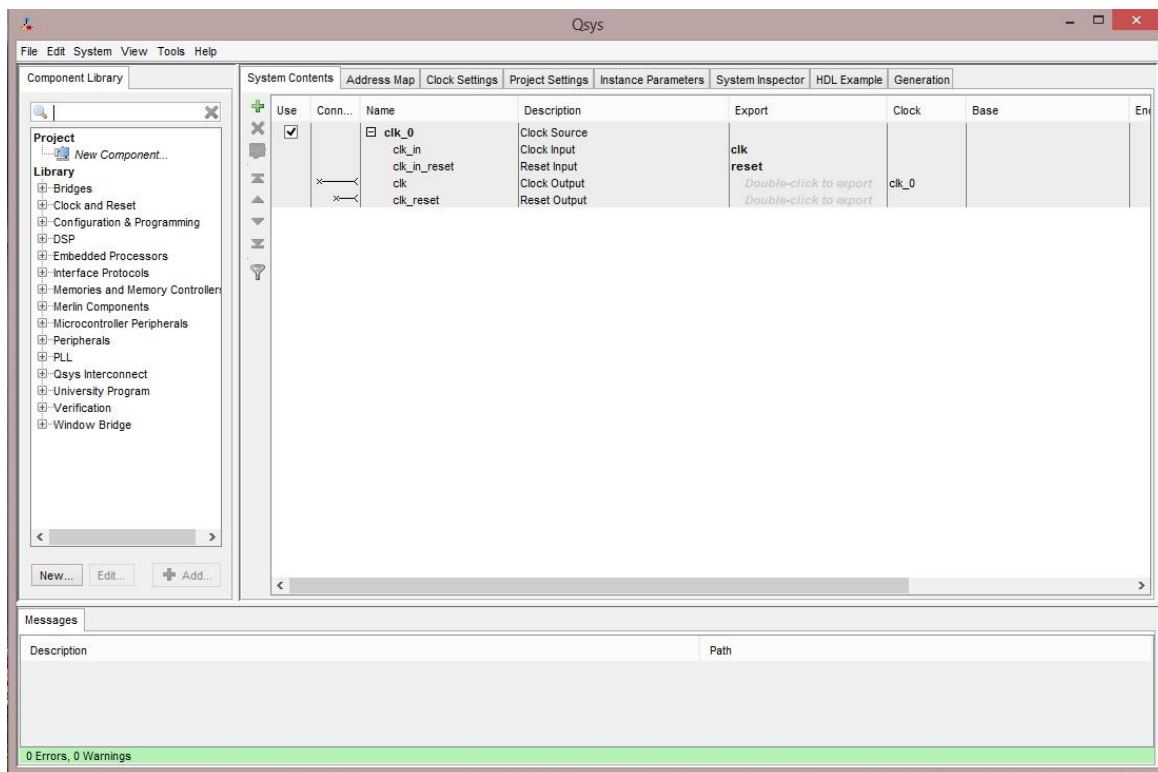 Qsys
File Edit System View Tools Help
Component Library
Project
New Component...
Library
Bridges
Clock and Reset
Configuration & Programming
DSP
Embedded Processors
Interface Protocols
Memories and Memory Controllers
Merlin Components
Microcontroller Peripherals
Peripherals
PLL
Qsys Interconnect
University Program
Verification
Window Bridge
New... Edit... Add...
System Contents Address Map Clock Settings Project Settings Instance Parameters System Inspector HDL Example Generation
Use Conn... Name Description Export Clock Base
clk_0 Clock Source
clk_in Clock Input clk
clk_in_reset Reset Input reset
clk Clock Output Double-click to export clk_0
clk_reset Reset Output Double-click to export
Messages
Description Path
0 Errors, 0 Warnings